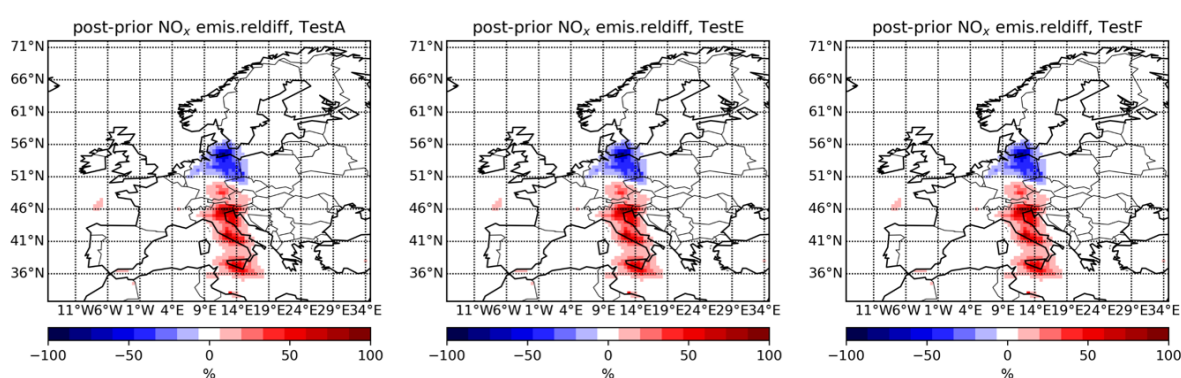 post-prior NOx emis.reldiff, TestA
71°N
66°N
61°N
56°N
51°N
46°N
41°N
36°N
11°W6°W1°W 4°E 9°E 14°E19°E24°E29°E34°E
−100 −50 0 50 100
%
post-prior NOx emis.reldiff, TestE
71°N
66°N
61°N
56°N
51°N
46°N
41°N
36°N
11°W6°W1°W 4°E 9°E 14°E19°E24°E29°E34°E
−100 −50 0 50 100
%
post-prior NOx emis.reldiff, TestF
71°N
66°N
61°N
56°N
51°N
46°N
41°N
36°N
11°W6°W1°W 4°E 9°E 14°E19°E24°E29°E34°E
−100 −50 0 50 100
%